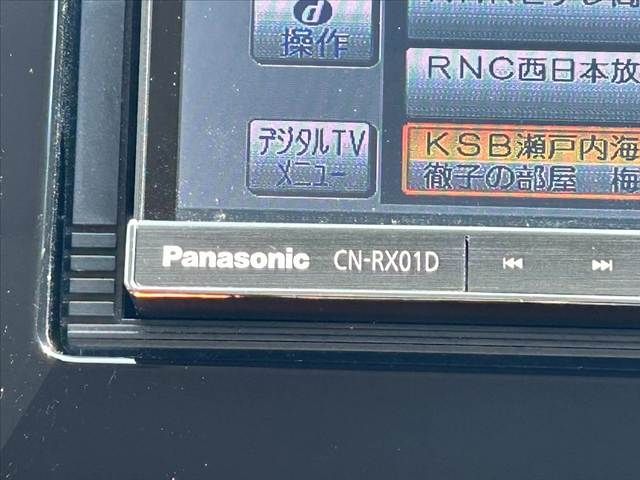 d
操作
RNC西日本放
デジタルTV
メニュー
KSB瀬戸内海
徹子の部屋 梅
Panasonic CN-RX01D